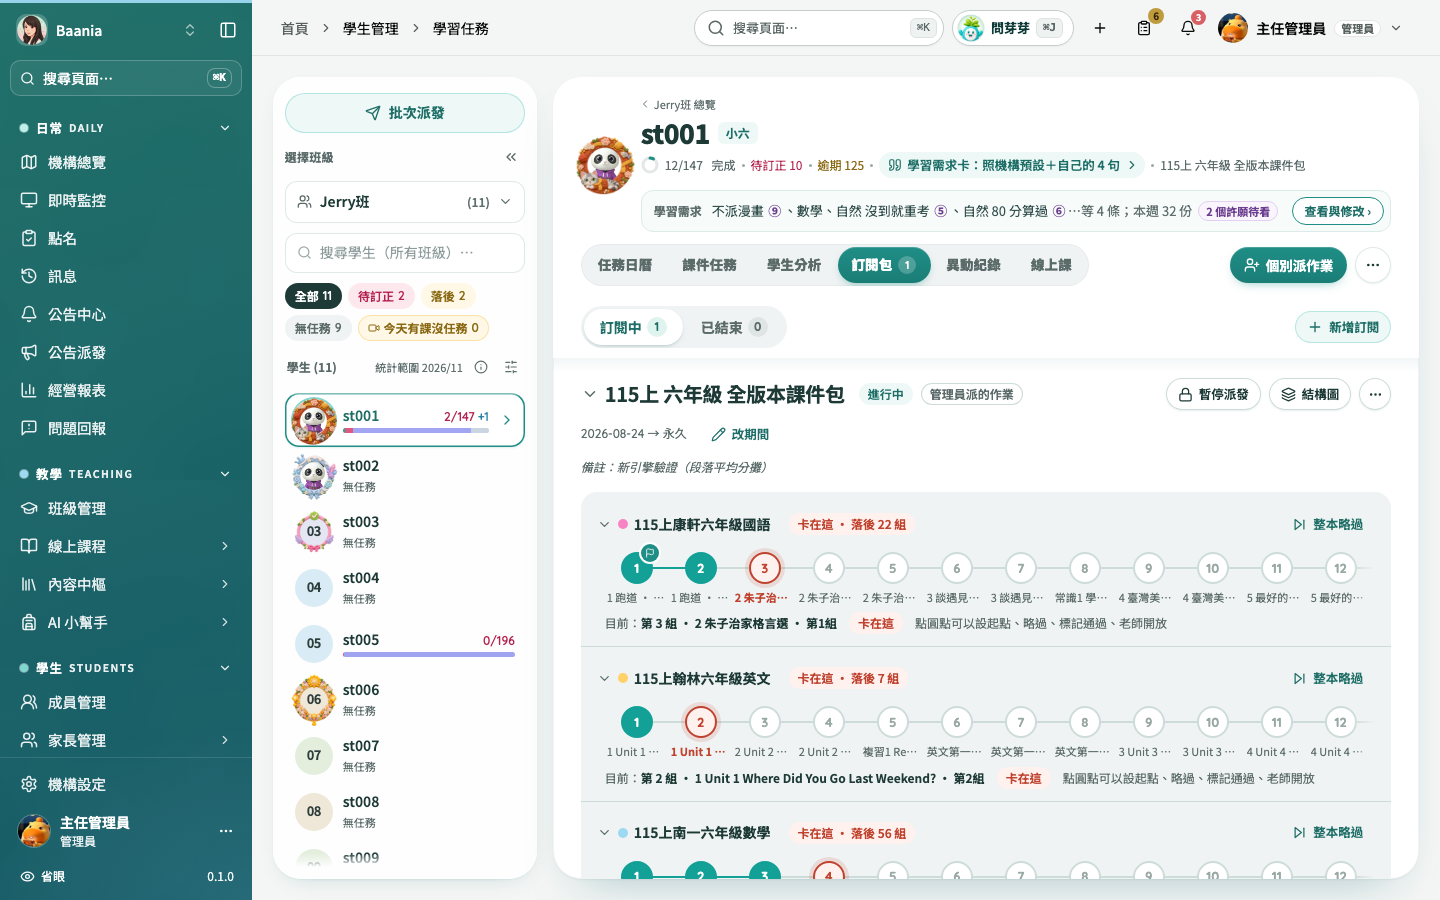 Baania
搜尋頁面… ⌘K
日常 DAILY
機構總覽
即時監控
點名
訊息
公告中心
公告派發
經營報表
問題回報
教學 TEACHING
班級管理
線上課程
內容中樞
AI 小幫手
學生 STUDENTS
成員管理
家長管理
機構設定
主任管理員
管理員
省眼 0.1.0
首頁 > 學生管理 > 學習任務
搜尋頁面… ⌘K
問芽芽 ⌘J
6
3
主任管理員 管理員
批次派發
選擇班級
Jerry班 (11)
搜尋學生（所有班級）…
全部 11 待訂正 2 落後 2
無任務 9 今天有課沒任務 0
學生 (11) 統計範圍 2026/11
st001 2/147 +1
st002
無任務
03 st003
無任務
04 st004
無任務
05 st005 0/196
06 st006
無任務
07 st007
無任務
08 st008
無任務
st009
Jerry班 總覽
st001 小六
12/147 完成 • 待訂正 10 • 逾期 125 • 學習需求卡：照機構預設＋自己的 4 句 • 115上 六年級 全版本課件包
學習需求 不派漫畫 ⑨ 、數學、自然 沒到就重考 ⑤ 、自然 80 分算過 ⑥ …等 4 條；本週 32 份 2 個許願待看 查看與修改 ›
任務日曆 課件任務 學生分析 訂閱包 1 異動紀錄 線上課 個別派作業
訂閱中 1 已結束 0 新增訂閱
115上 六年級 全版本課件包 進行中 管理員派的作業 暫停派發 結構圖
2026-08-24 → 永久 改期間
備註：新引擎驗證（段落平均分攤）
115上康軒六年級國語 卡在這 • 落後 22 組 整本略過
1 2 3 4 5 6 7 8 9 10 11 12
1 跑道 • … 1 跑道 • … 2 朱子治… 2 朱子治… 2 朱子治… 3 談遇見… 3 談遇見… 常識1 學… 4 臺灣美… 4 臺灣美… 5 最好的… 5 最好的…
目前：第 3 組 • 2 朱子治家格言選 • 第1組 卡在這 點圓點可以設起點、略過、標記通過、老師開放
115上翰林六年級英文 卡在這 • 落後 7 組 整本略過
1 2 3 4 5 6 7 8 9 10 11 12
1 Unit 1 … 1 Unit 1 … 2 Unit 2 … 2 Unit 2 … 複習1 Re… 英文第一… 英文第一… 英文第一… 3 Unit 3 … 3 Unit 3 … 4 Unit 4 … 4 Unit 4 …
目前：第 2 組 • 1 Unit 1 Where Did You Go Last Weekend? • 第2組 卡在這 點圓點可以設起點、略過、標記通過、老師開放
115上南一六年級數學 卡在這 • 落後 56 組 整本略過
1 2 3 4 5 6 7 8 9 10 11 12